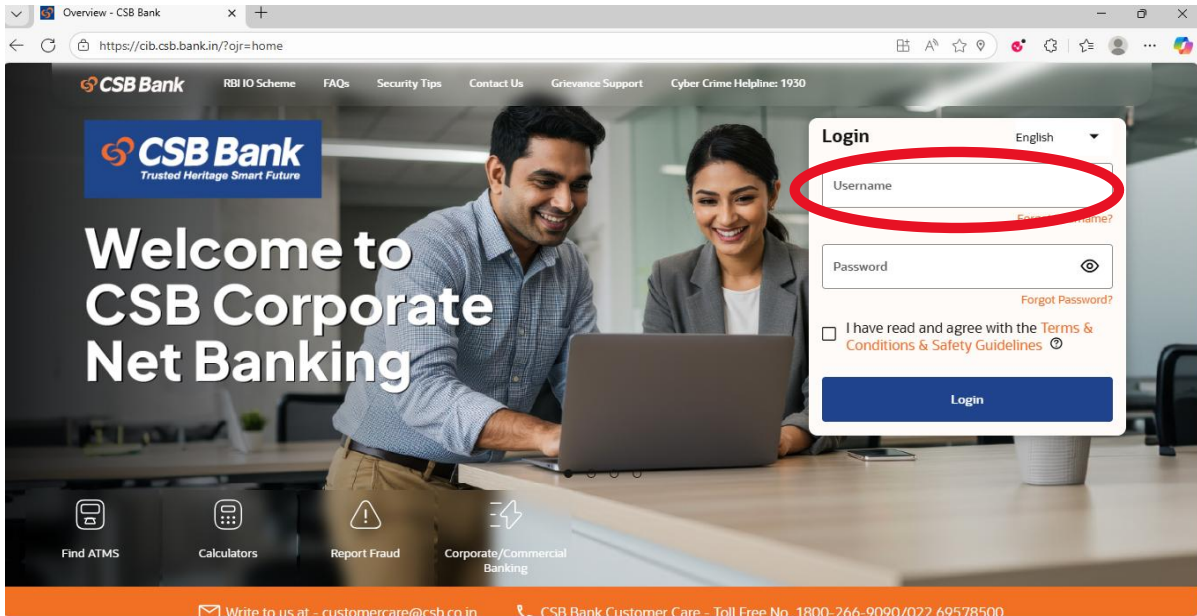 Overview - CSB Bank
https://cib.csb.bank.in/?ojr=home
CSB Bank RBI IO Scheme FAQs Security Tips Contact Us Grievance Support Cyber Crime Helpline: 1930
CSB Bank
Trusted Heritage Smart Future
Welcome to
CSB Corporate
Net Banking
Login English
Username
Password
Forgot Password?
I have read and agree with the Terms &
Conditions & Safety Guidelines
Login
Find ATMS Calculators Report Fraud Corporate/Commercial
Banking
Write to us at - customercare@csb.co.in CSB Bank Customer Care - Toll Free No. 1800-266-9090/022 69578500